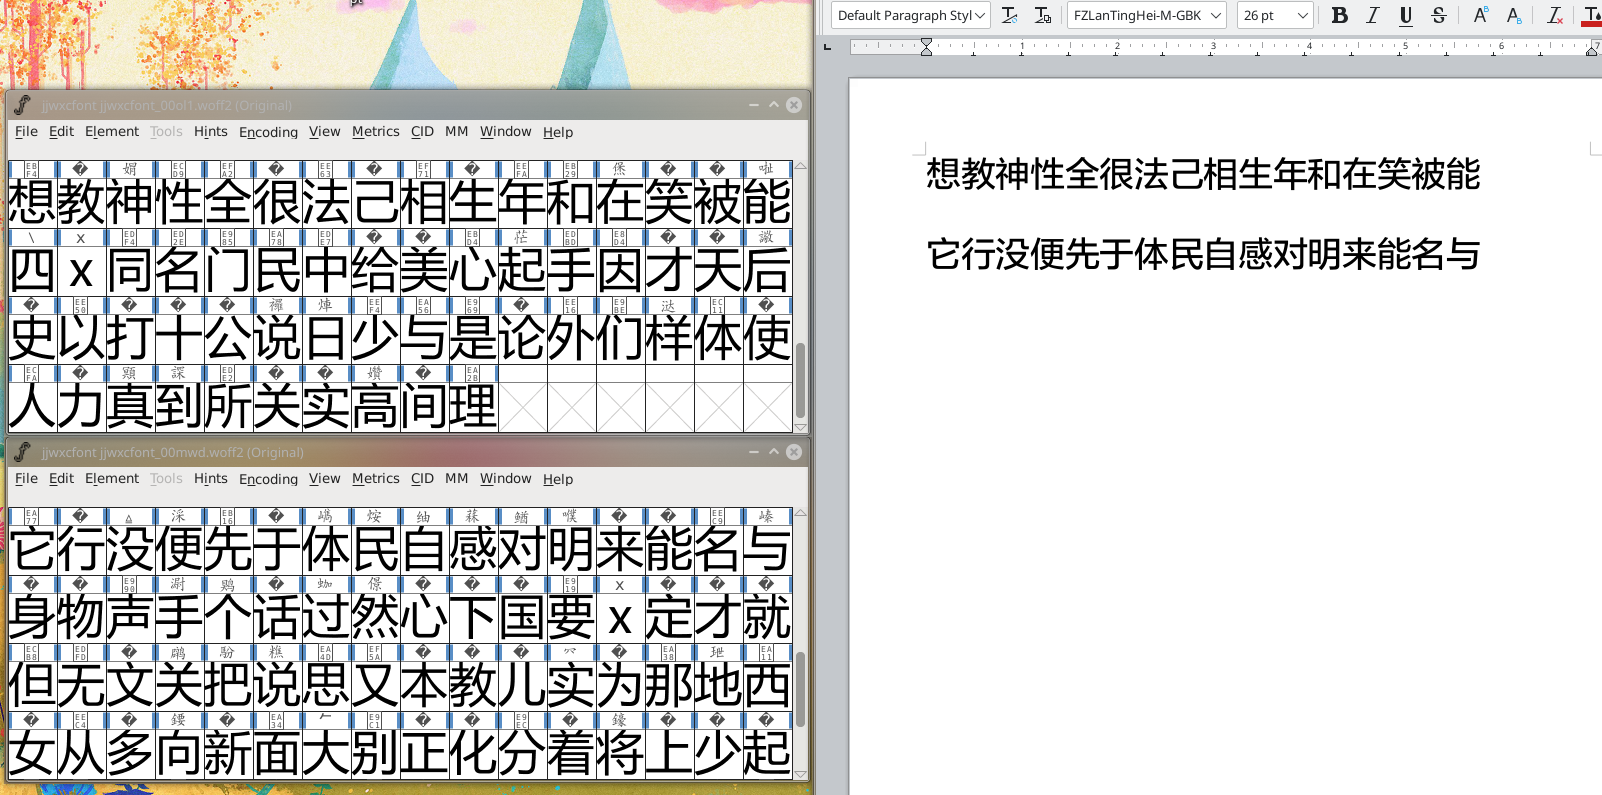 jjwxcfont jjwxcfont_00ol1.woff2 (Original)
File Edit Element Tools Hints Encoding View Metrics CID MM Window Help
想教神性全很法己相生年和在笑被能
\ x
四x同名门民中给美心起手因才天后
史以打十公说日少与是论外们样体使
人力真到所关实高间理
jjwxcfont jjwxcfont_00mwd.woff2 (Original)
File Edit Element Tools Hints Encoding View Metrics CID MM Window Help
它行没便先于体民自感对明来能名与
x
身物声手个话过然心下国要x定才就
但无文关把说思又本教儿实为那地西
女从多向新面大别正化分着将上少起
Default Paragraph Styl FZLanTingHei-M-GBK 26 pt
1 2 3 4 5 6 7
想教神性全很法己相生年和在笑被能
它行没便先于体民自感对明来能名与